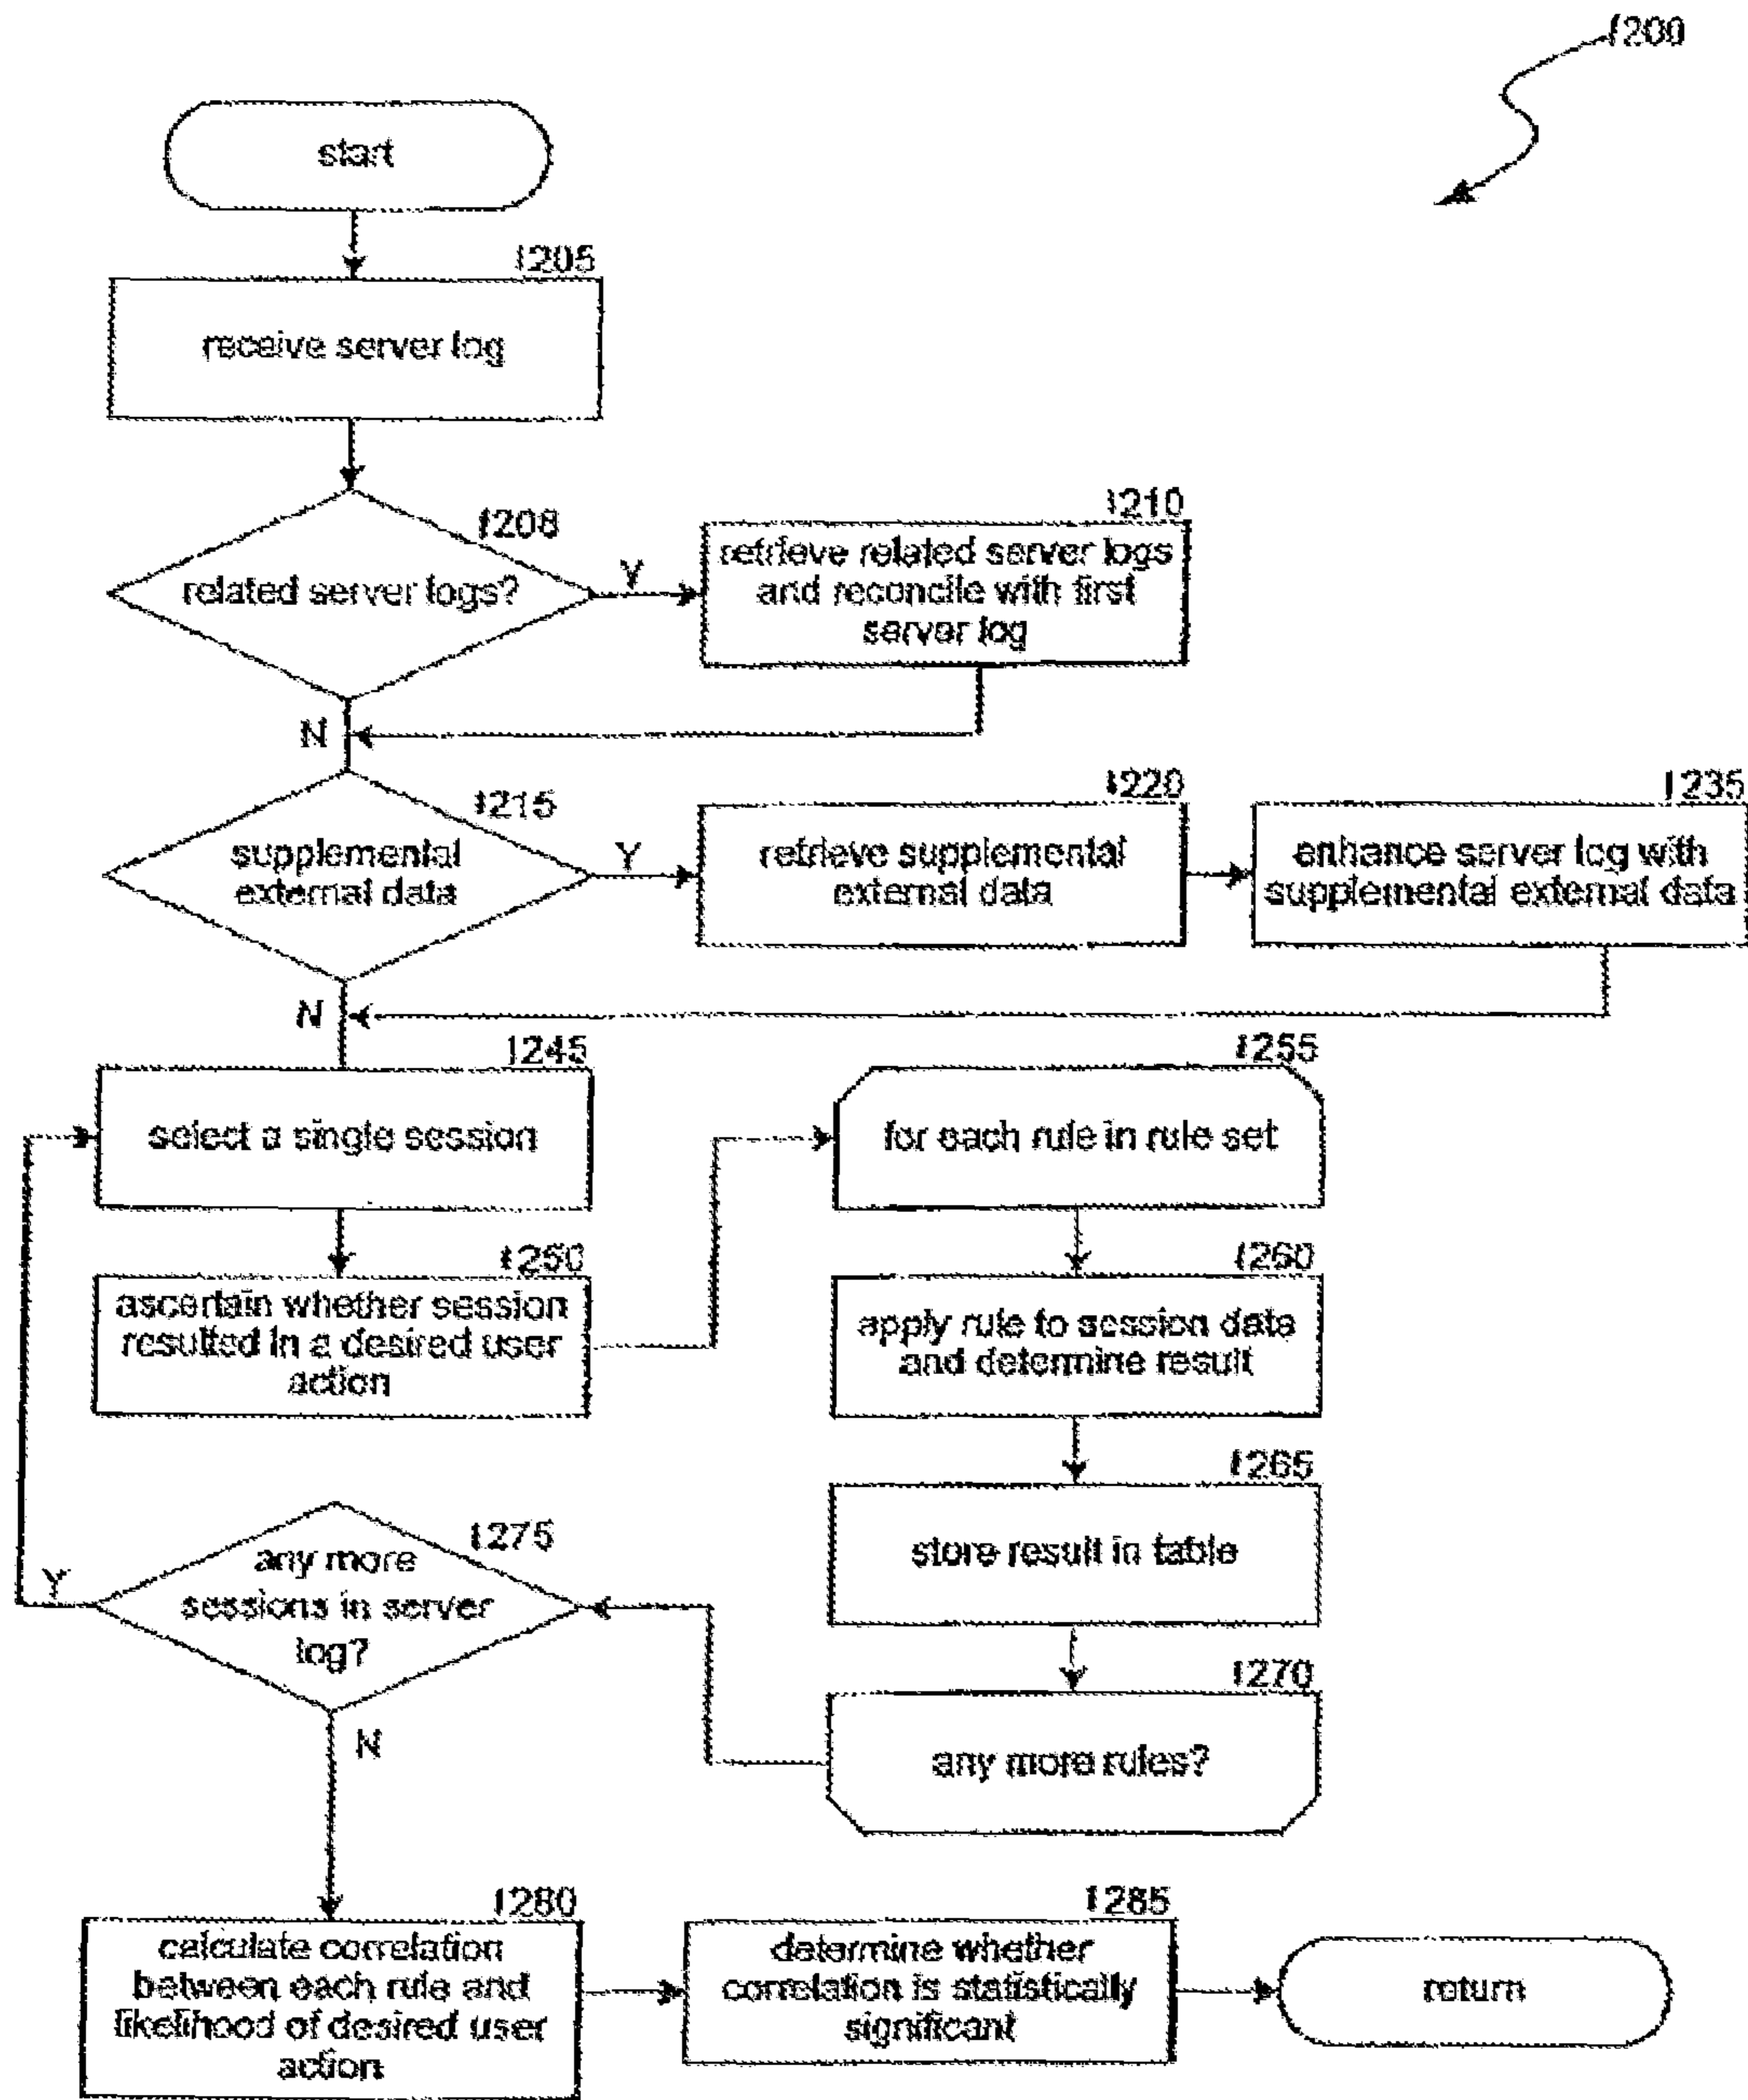 1200
start
1205
receive server log
1208
related server logs?
Y
N
1210
retrieve related server logs
and reconcile with first
server log
1215
supplemental
external data
Y
N
1220
retrieve supplemental
external data
1235
enhance server log with
supplemental external data
1245
select a single session
1250
ascertain whether session
resulted in a desired user
action
1255
for each rule in rule set
1260
apply rule to session data
and determine result
1265
store result in table
1270
any more rules?
1275
any more
sessions in server
log?
Y
N
1280
calculate correlation
between each rule and
likelihood of desired user
action
1285
determine whether
correlation is statistically
significant
return